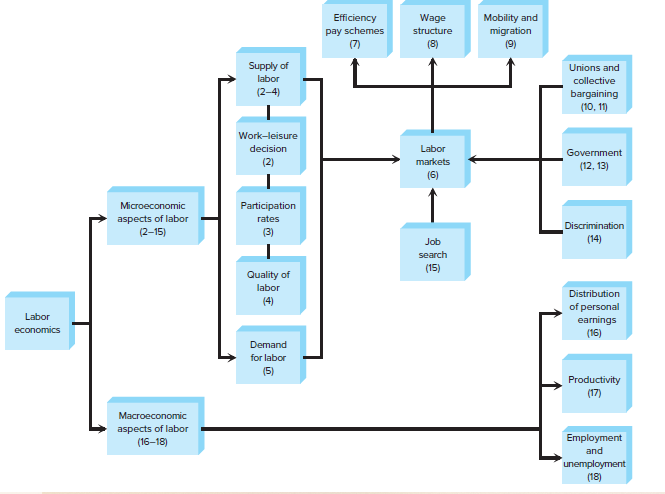 Efficiency
pay schemes
(7)
Wage
structure
(8)
Mobility and
migration
(9)
Supply of
labor
(2–4)
Unions and
collective
bargaining
(10, 11)
Work–leisure
decision
(2)
Labor
markets
(6)
Government
(12, 13)
Microeconomic
aspects of labor
(2–15)
Participation
rates
(3)
Discrimination
(14)
Job
search
(15)
Quality of
labor
(4)
Labor
economics
Demand
for labor
(5)
Distribution
of personal
earnings
(16)
Productivity
(17)
Macroeconomic
aspects of labor
(16–18)
Employment
and
unemployment
(18)